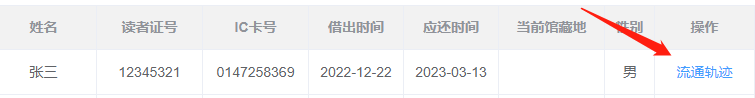 姓名 读者证号 IC卡号 借出时间 应还时间 当前馆藏地 性别 操作
张三 12345321 0147258369 2022-12-22 2023-03-13 男 流通轨迹